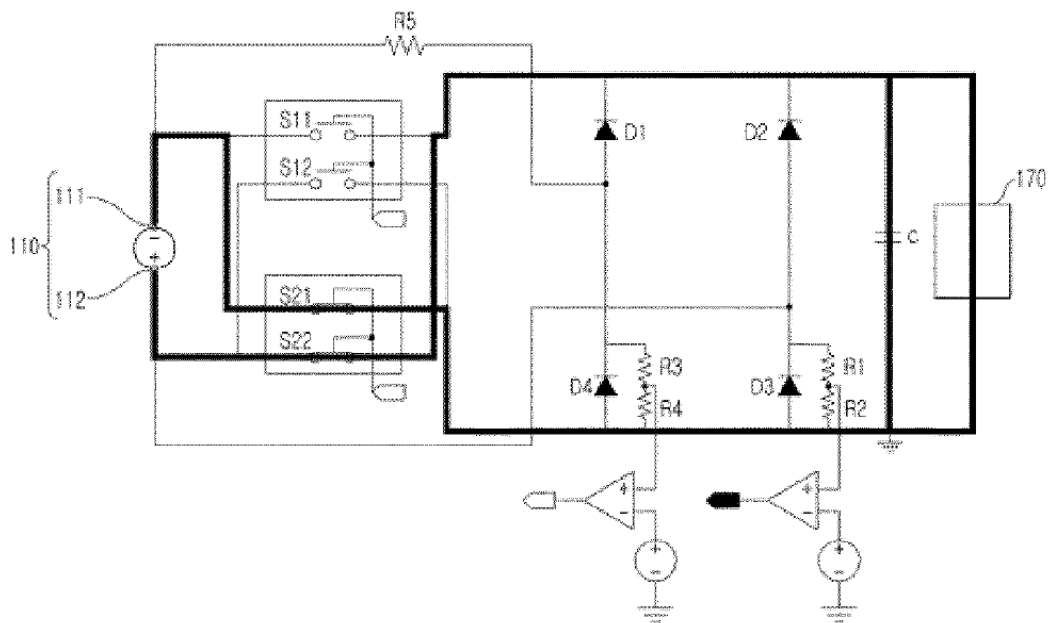 R5
S11
S12
D1
D2
170
111
110
112
−
+
C
S21
S22
D4
R3
R4
D3
R1
R2
+
−
+
−
+
−
+
−